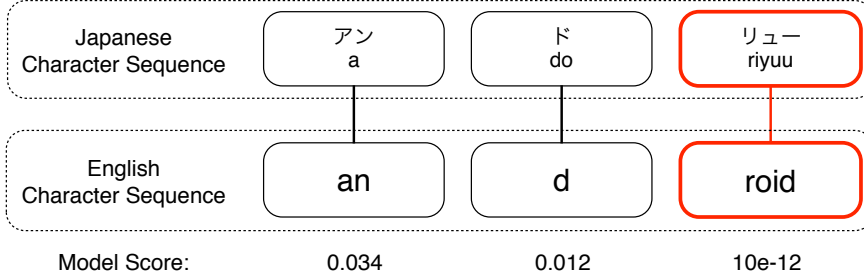 Japanese
Character Sequence
アン
a
ド
do
リュー
riyuu
English
Character Sequence
an
d
roid
Model Score:
0.034
0.012
10e-12